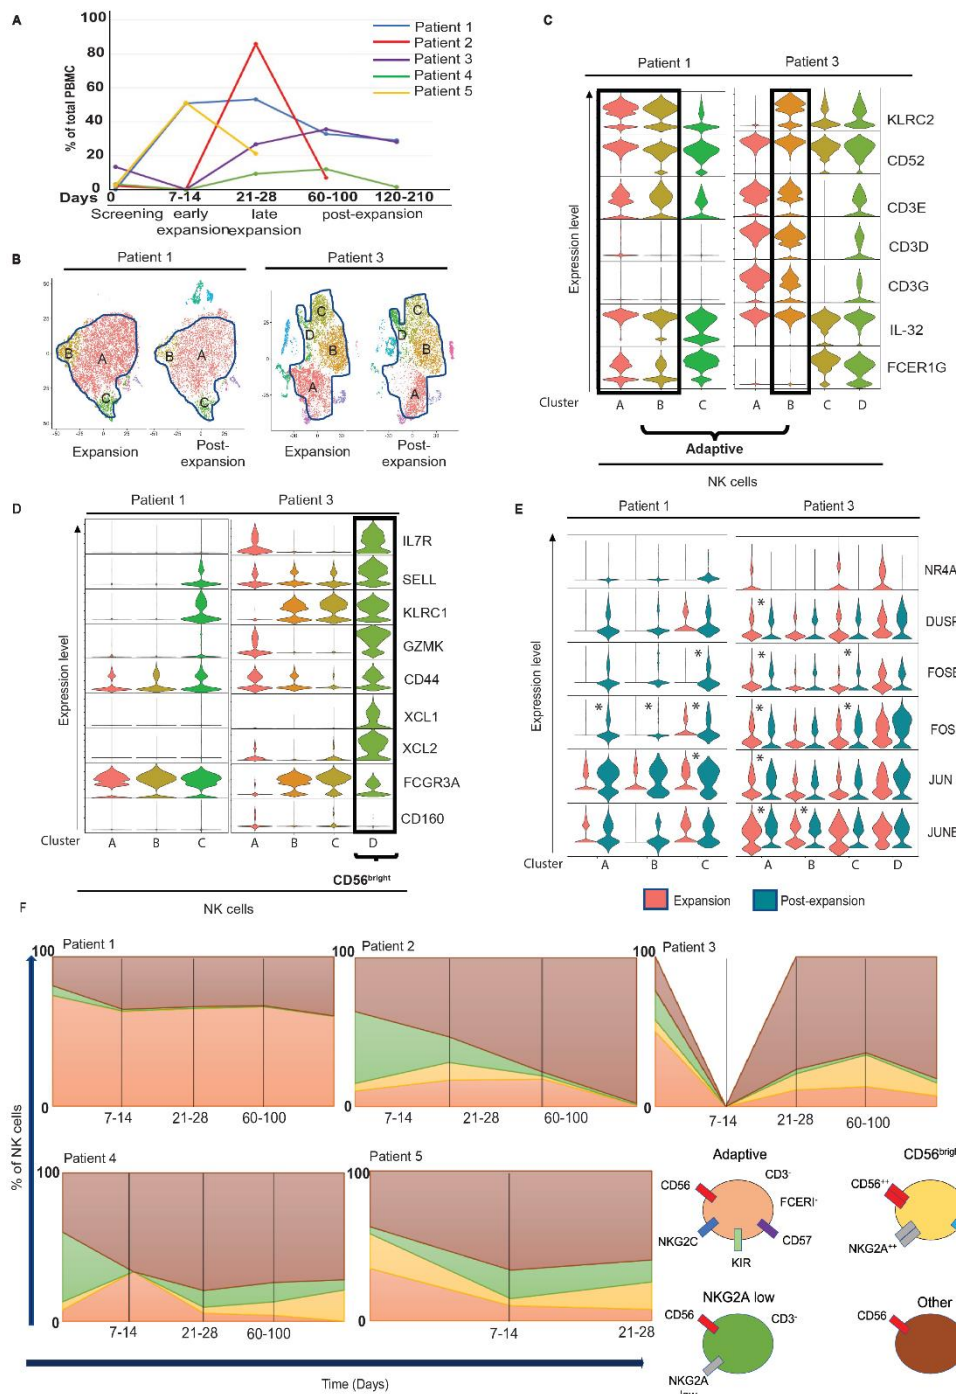 A
100
80
60
40
20
0
% of total PBMC
Patient 1
Patient 2
Patient 3
Patient 4
Patient 5
Days 0 7-14 21-28 60-100 120-210
Screening early late post-expansion
expansion expansion
B
Patient 1 Patient 3
A B C
A B
A B C D
A B C
Expansion Post-expansion Expansion Post-expansion
C
Patient 1 Patient 3
Expression level
KLRC2
CD52
CD3E
CD3D
CD3G
IL-32
FCER1G
Cluster A B C A B C D
Adaptive
NK cells
D
Patient 1 Patient 3
Expression level
IL7R
SELL
KLRC1
GZMK
CD44
XCL1
XCL2
FCGR3A
CD160
Cluster A B C A B C D
CD56bright
NK cells
E
Patient 1 Patient 3
Expression level
NR4A
DUSP
FOSB
FOS
JUN
JUNB
Cluster A B C A B C D
Expansion Post-expansion
F
% of NK cells
Patient 1
100
0
7-14 21-28 60-100
Patient 2
100
0
7-14 21-28 60-100
Patient 3
100
0
7-14 21-28 60-100
Patient 4
100
0
7-14 21-28 60-100
Patient 5
100
0
7-14 21-28
Time (Days)
Adaptive
CD56
CD3-
FCERI-
NKG2C
CD57
KIR
CD56brigh
CD56++
NKG2A++
NKG2A low
CD56
CD3-
NKG2A
low
Other
CD56